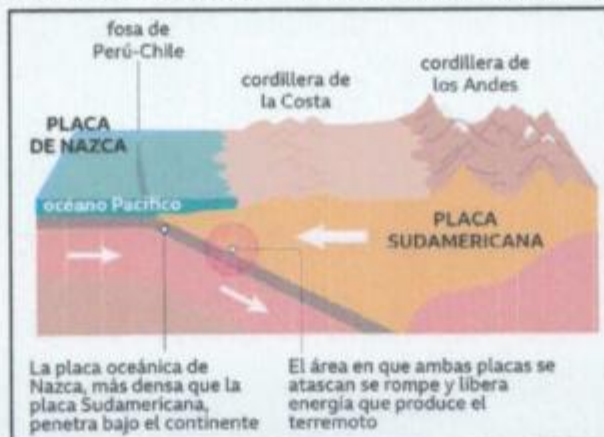 fosa de
Perú-Chile
cordillera de
la Costa
cordillera de
los Andes
PLACA
DE NAZCA
océano Pacífico
PLACA
SUDAMERICANA
La placa oceánica de
Nazca, más densa que la
placa Sudamericana,
penetra bajo el continente
El área en que ambas placas se
atascan se rompe y libera
energía que produce el
terremoto